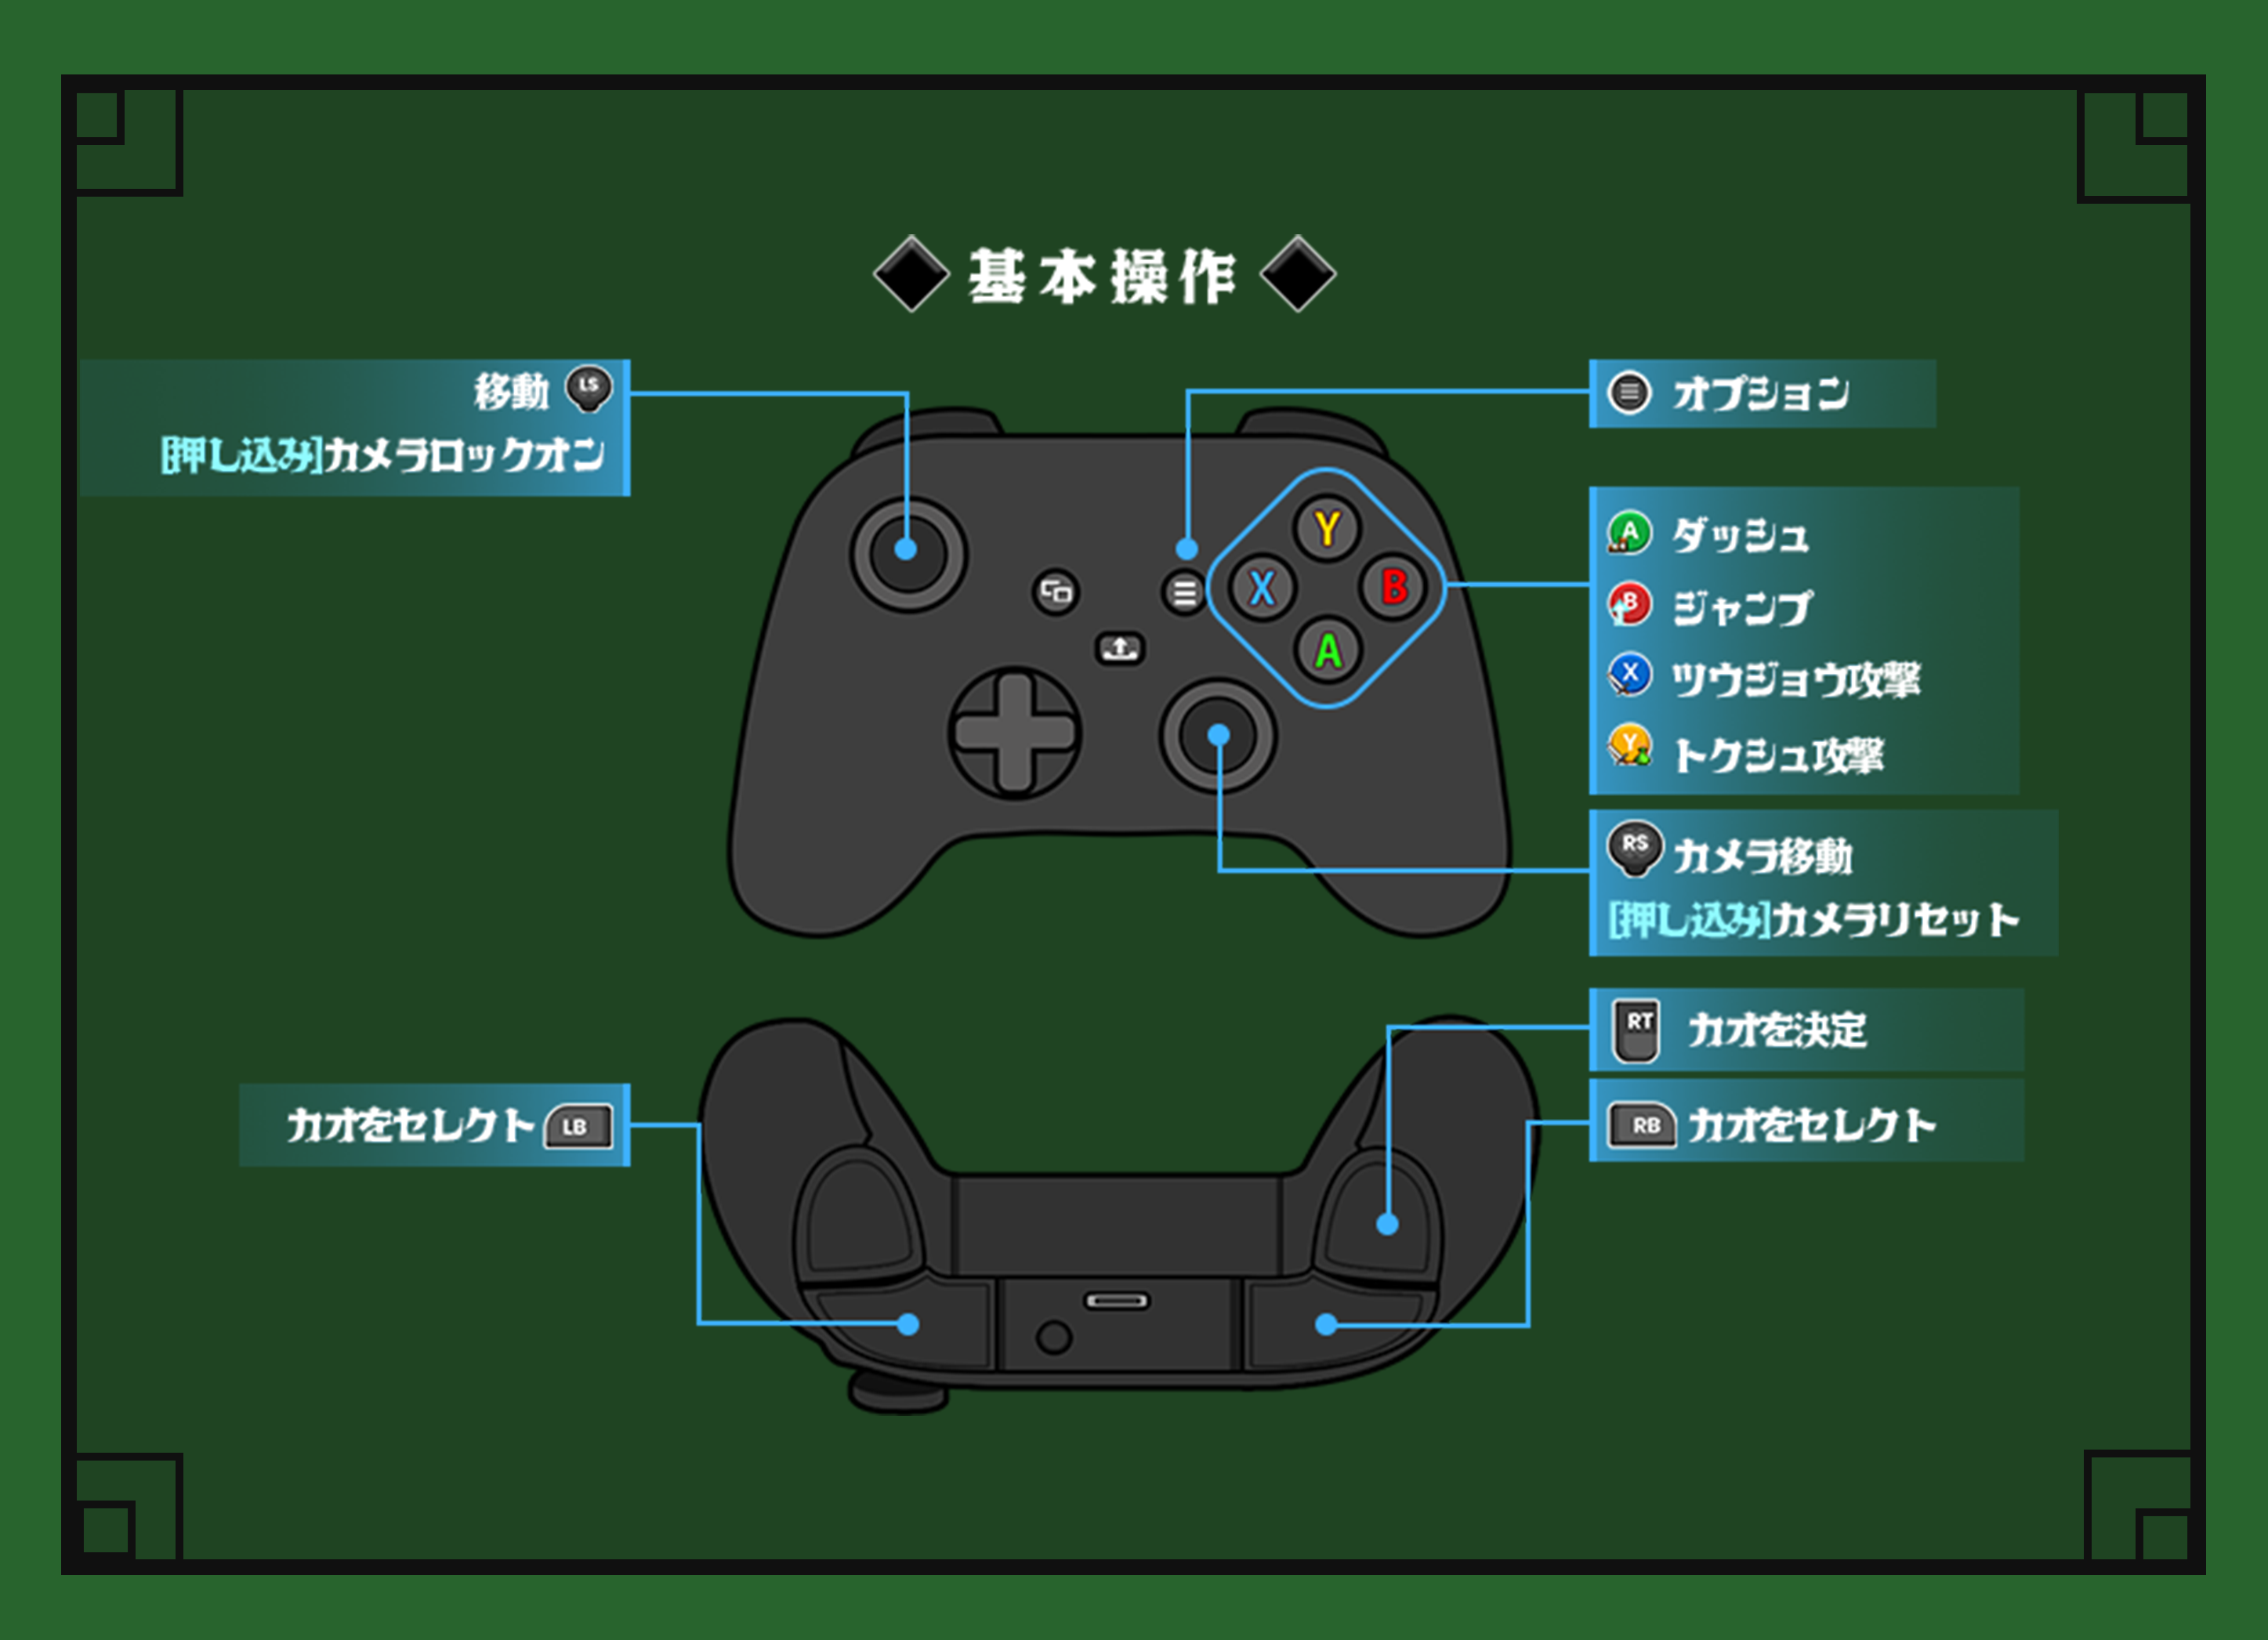 基本操作
移動 LS
[押し込み]カメラロックオン
オプション
Y
X
B
A
A ダッシュ
B ジャンプ
X ツウジョウ攻撃
Y トクシュ攻撃
RS カメラ移動
[押し込み]カメラリセット
RT カオを決定
カオをセレクト LB
RB カオをセレクト